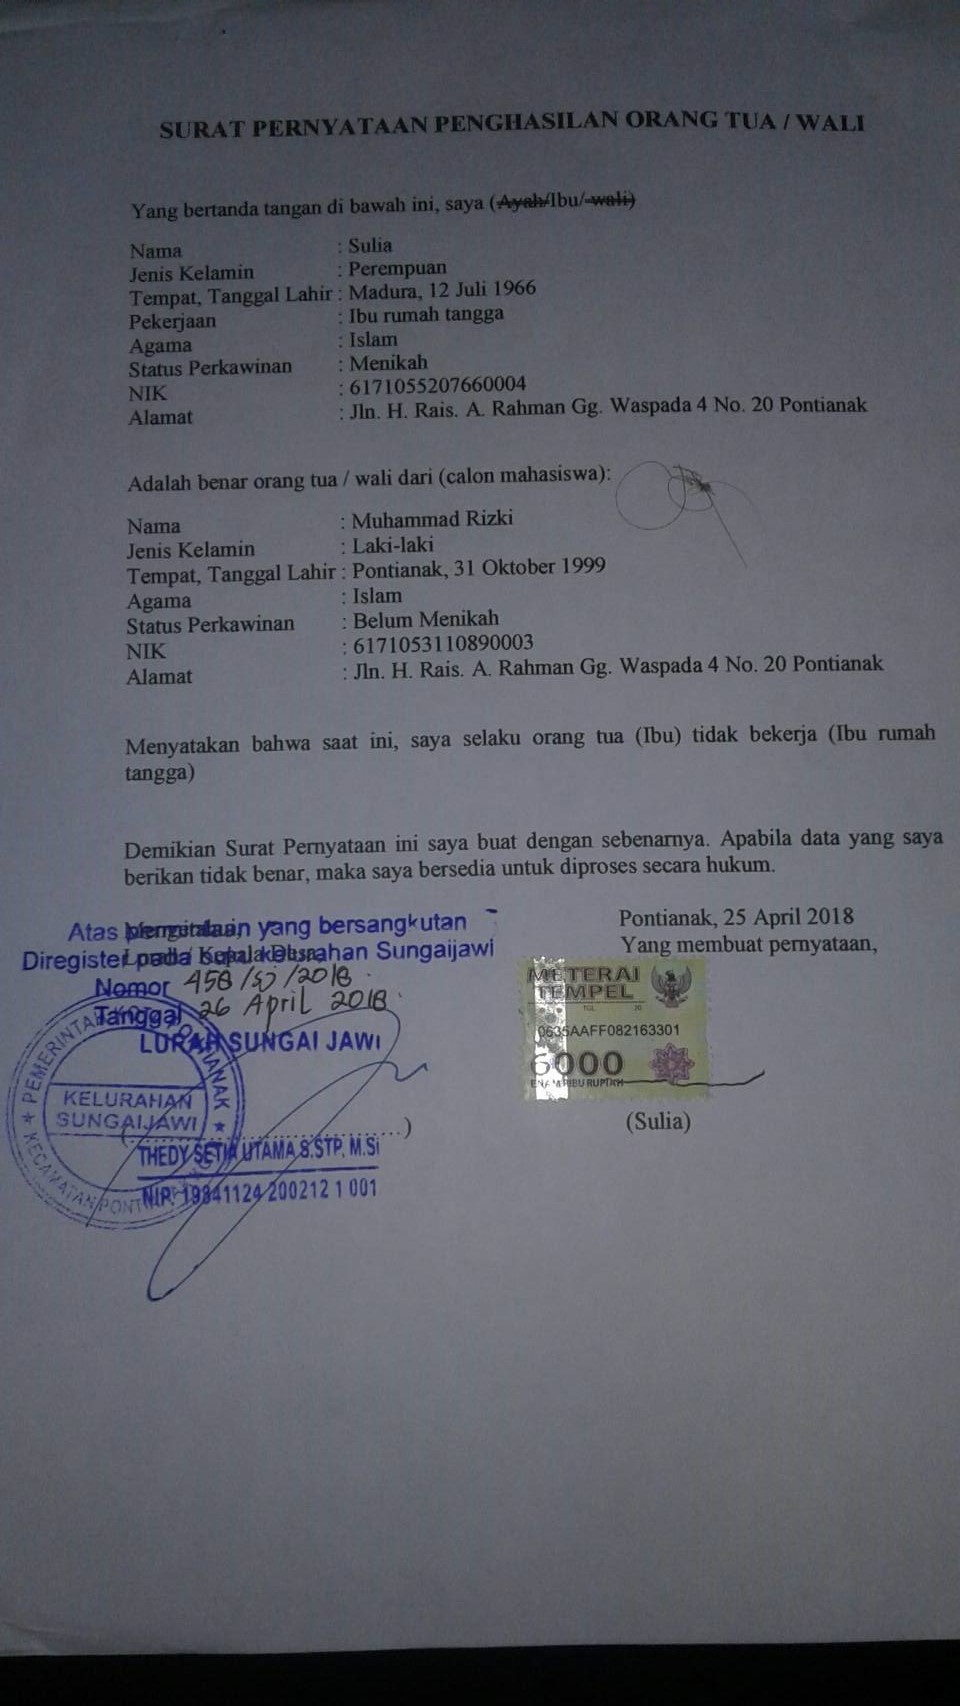 SURAT PERNYATAAN PENGHASILAN ORANG TUA / WALI
Yang bertanda tangan di bawah ini, saya (Ayah/Ibu/ wali)
Nama : Sulia
Jenis Kelamin : Perempuan
Tempat, Tanggal Lahir : Madura, 12 Juli 1966
Pekerjaan : Ibu rumah tangga
Agama : Islam
Status Perkawinan : Menikah
NIK : 6171055207660004
Alamat : Jln. H. Rais. A. Rahman Gg. Waspada 4 No. 20 Pontianak
Adalah benar orang tua / wali dari (calon mahasiswa):
Nama : Muhammad Rizki
Jenis Kelamin : Laki-laki
Tempat, Tanggal Lahir : Pontianak, 31 Oktober 1999
Agama : Islam
Status Perkawinan : Belum Menikah
NIK : 6171053110890003
Alamat : Jln. H. Rais. A. Rahman Gg. Waspada 4 No. 20 Pontianak
Menyatakan bahwa saat ini, saya selaku orang tua (Ibu) tidak bekerja (Ibu rumah
tangga)
Demikian Surat Pernyataan ini saya buat dengan sebenarnya. Apabila data yang saya
berikan tidak benar, maka saya bersedia untuk diproses secara hukum.
Pontianak, 25 April 2018
Yang membuat pernyataan,
METERAI
TEMPEL
TGL 20
0635AAFF082163301
6000
ENAM RIBU RUPIAH
(Sulia)
Mengetahui,
Lurah / Kepala Desa
Atas permintaan yang bersangkutan
Diregister pada buku kelurahan Sungaijawi
Nomor 458/SJ/2018
Tanggal 26 April 2018
LURAH SUNGAI JAWI
PEMERINTAH KOTA PONTIANAK
KELURAHAN
SUNGAIJAWI
KECAMATAN PONTIANAK
(....................)
THEDY SETIA UTAMA S.STP. M.Si
NIP. 19841124 200212 1 001